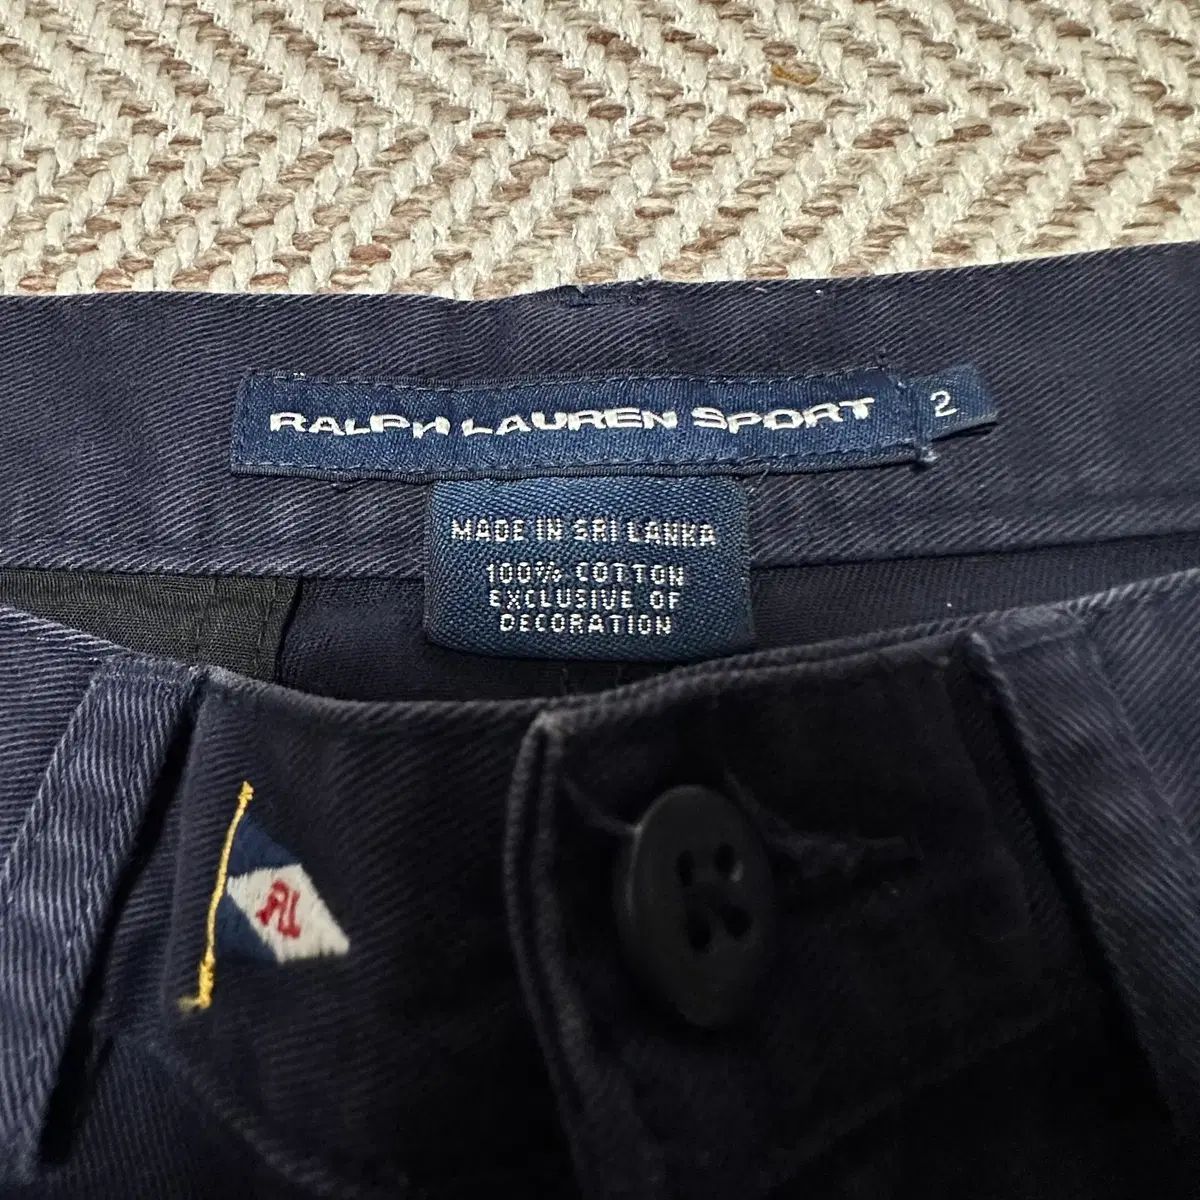 RALPH LAUREN SPORT 2
MADE IN SRI LANKA
100% COTTON
EXCLUSIVE OF
DECORATION
RL